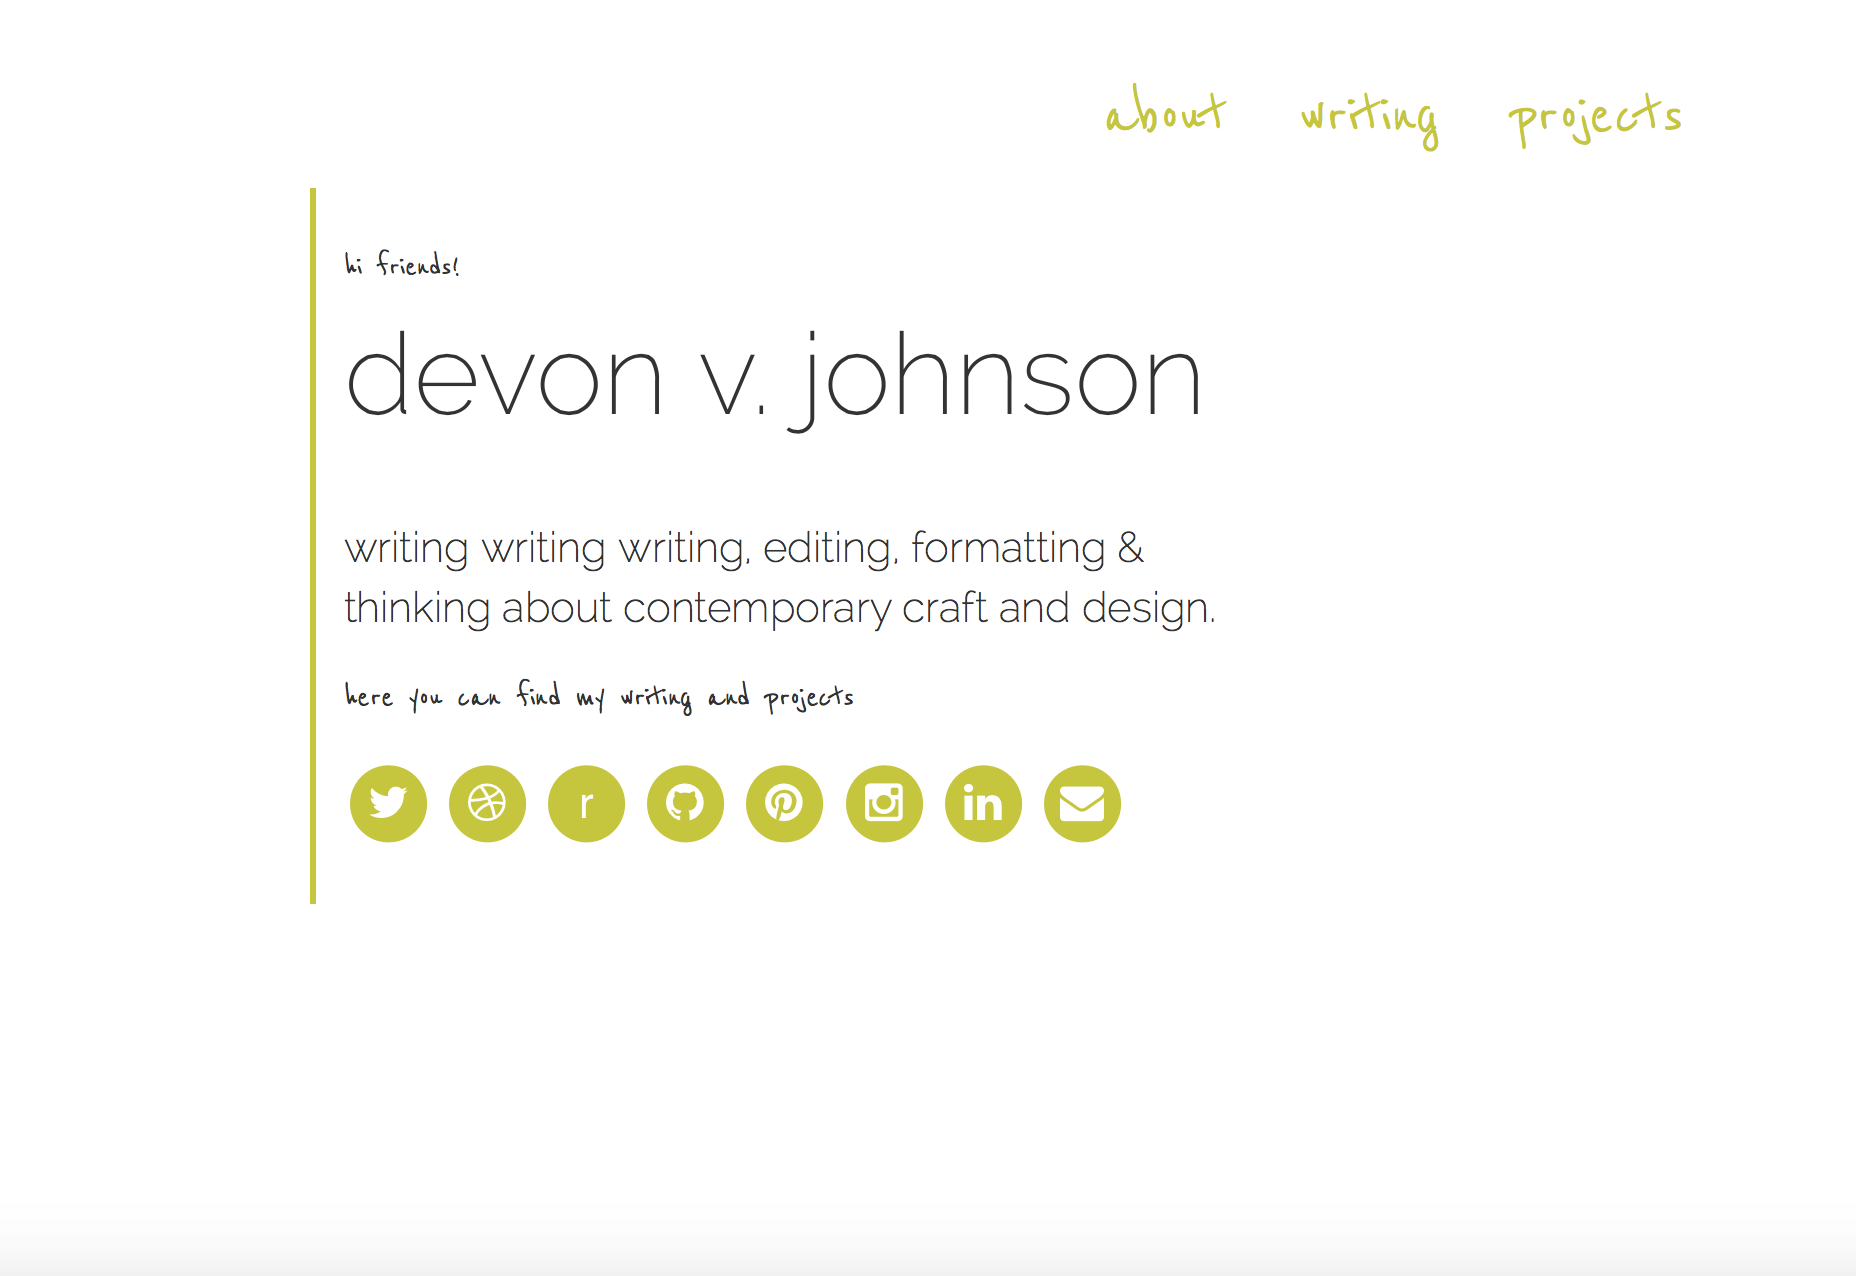 about writing projects
hi friends!
devon v. johnson
writing writing writing, editing, formatting &
thinking about contemporary craft and design.
here you can find my writing and projects
r in